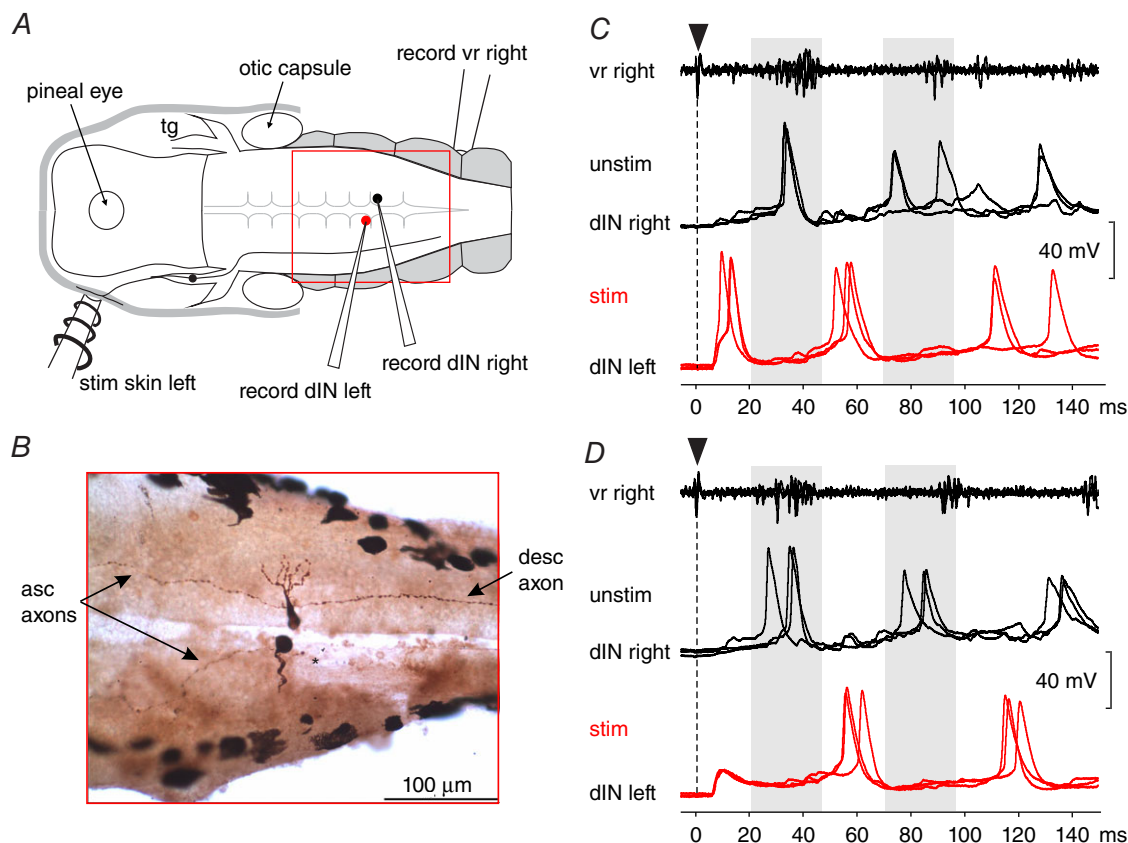 A
pineal eye
tg
otic capsule
record vr right
stim skin left
record dIN left
record dIN right
B
asc
axons
desc
axon
*
100 μm
C
vr right
unstim
dIN right
40 mV
stim
dIN left
0 20 40 60 80 100 120 140 ms
D
vr right
unstim
dIN right
40 mV
stim
dIN left
0 20 40 60 80 100 120 140 ms